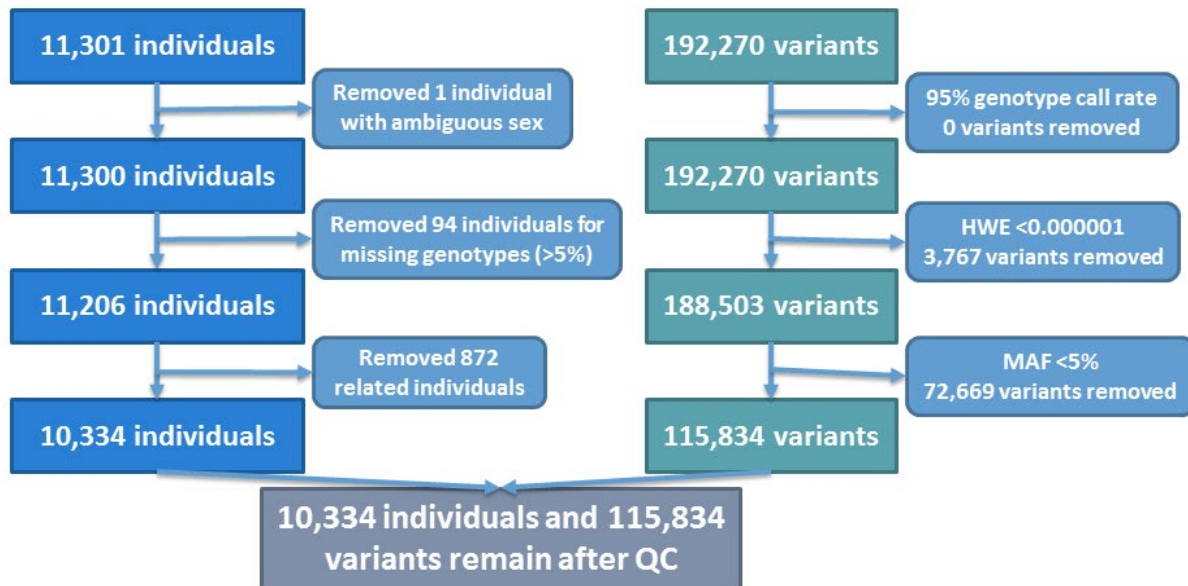 11,301 individuals
Removed 1 individual
with ambiguous sex
11,300 individuals
Removed 94 individuals for
missing genotypes (>5%)
11,206 individuals
Removed 872
related individuals
10,334 individuals
192,270 variants
95% genotype call rate
0 variants removed
192,270 variants
HWE <0.000001
3,767 variants removed
188,503 variants
MAF <5%
72,669 variants removed
115,834 variants
10,334 individuals and 115,834
variants remain after QC